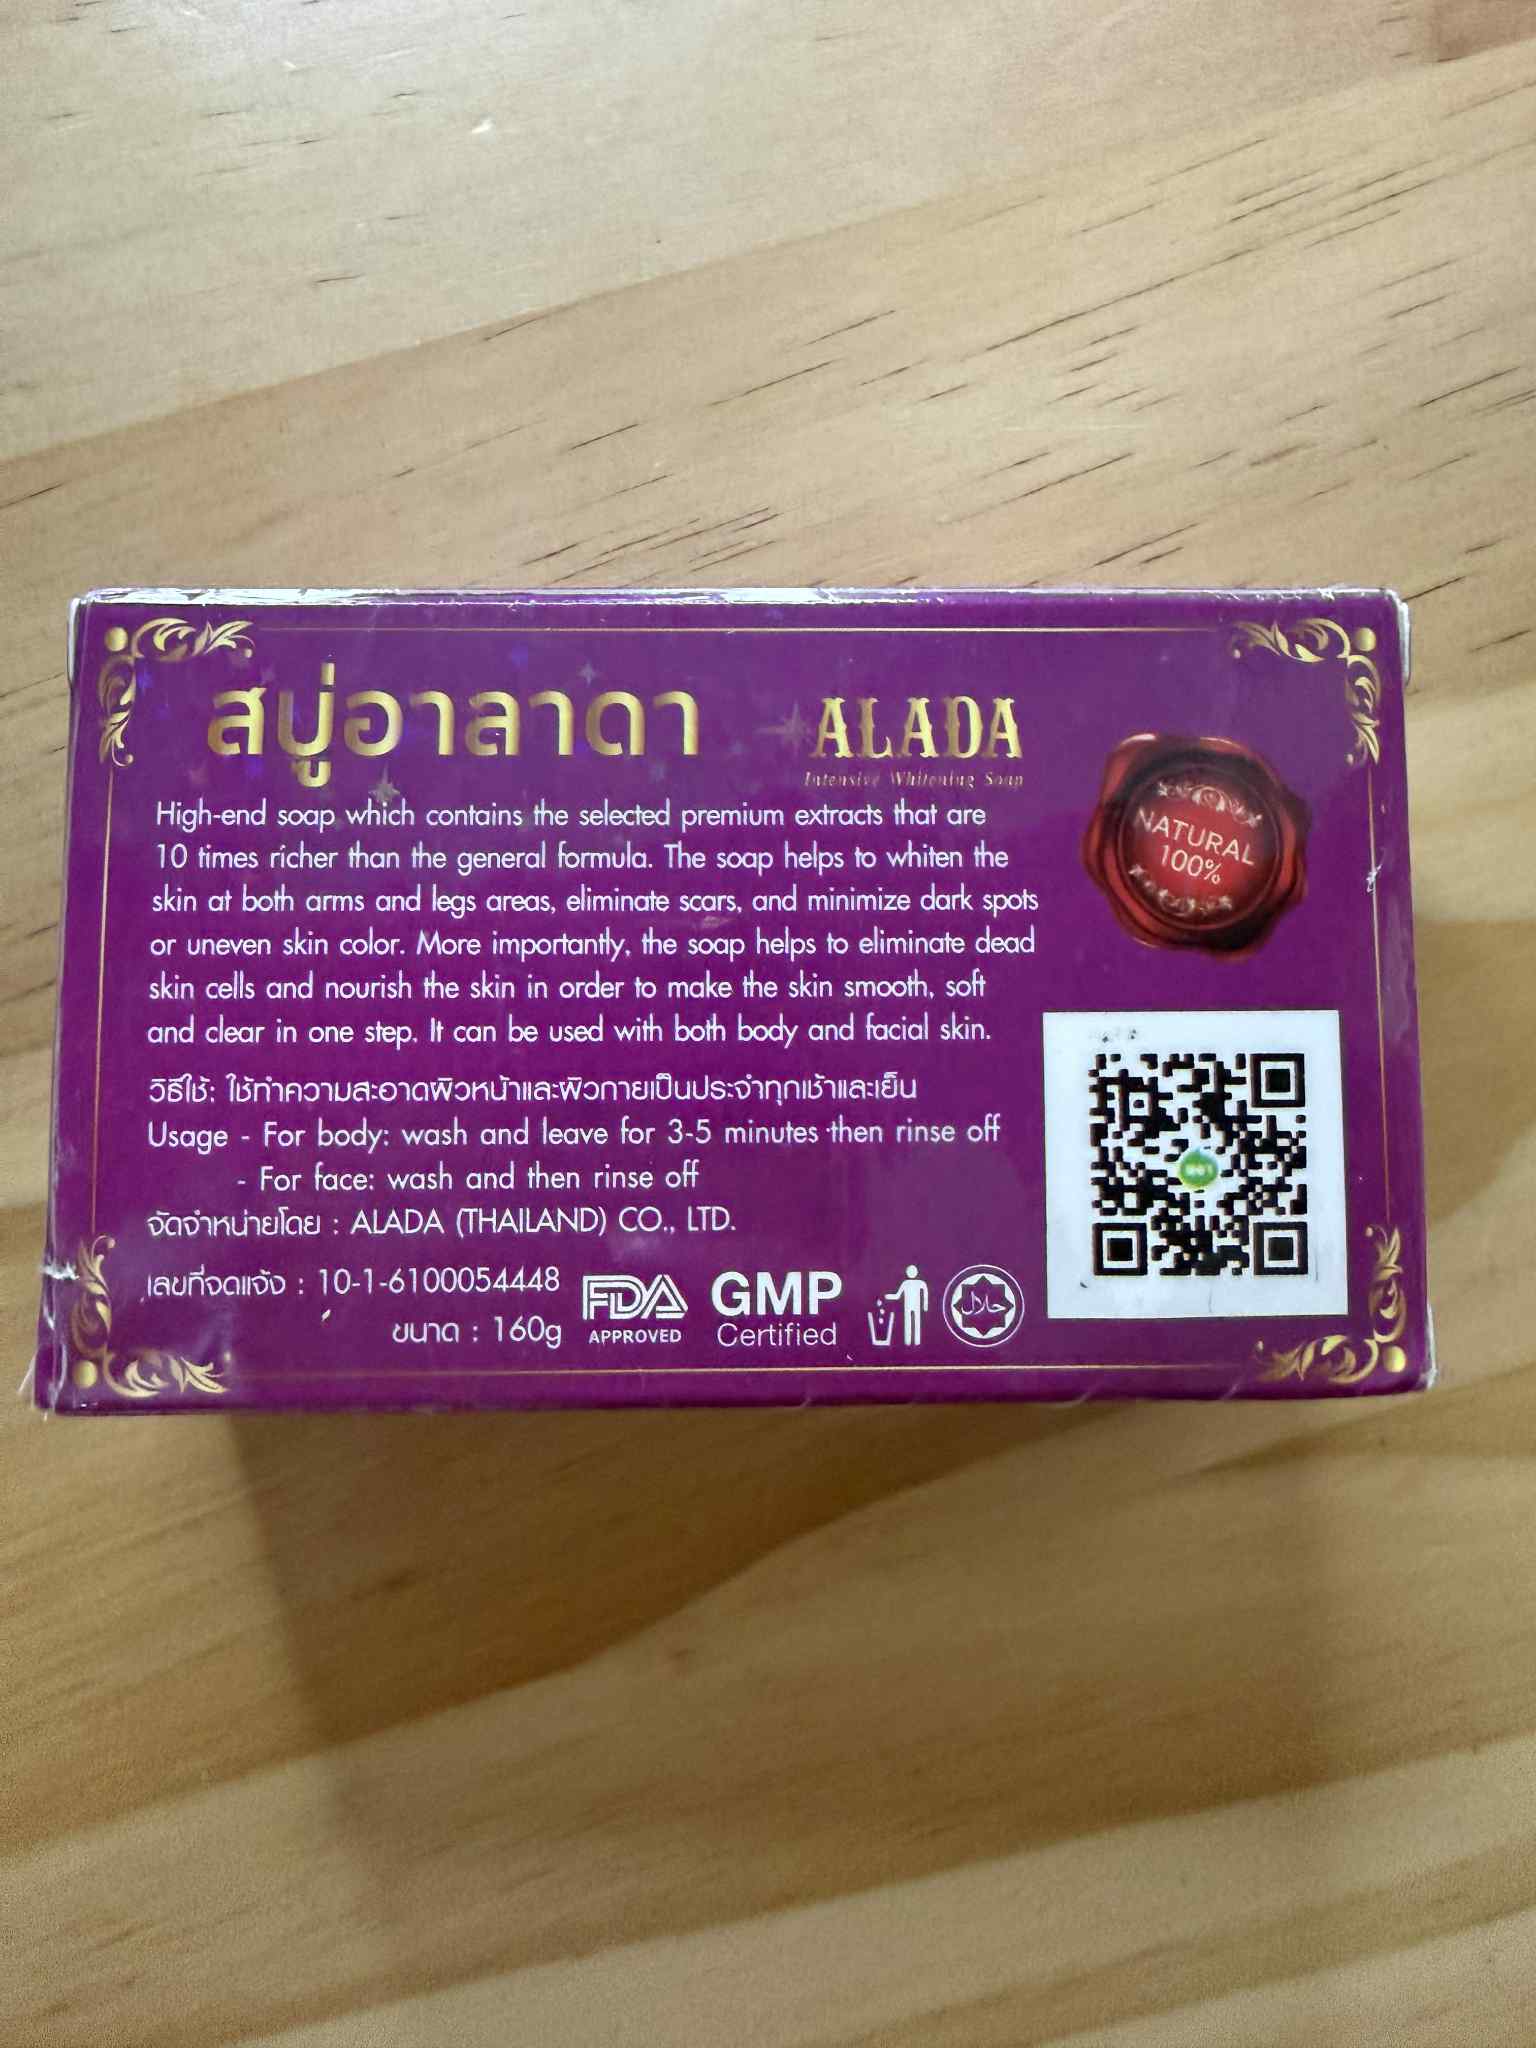 สบู่อาลาดา
ALADA
Intensive Whitening Soap
NATURAL
100%
High-end soap which contains the selected premium extracts that are
10 times richer than the general formula. The soap helps to whiten the
skin at both arms and legs areas, eliminate scars, and minimize dark spots
or uneven skin color. More importantly, the soap helps to eliminate dead
skin cells and nourish the skin in order to make the skin smooth, soft
and clear in one step. It can be used with both body and facial skin.
วิธีใช้: ใช้ทำความสะอาดผิวหน้าและผิวกายเป็นประจำทุกเช้าและเย็น
Usage - For body: wash and leave for 3-5 minutes then rinse off
- For face: wash and then rinse off
จัดจำหน่ายโดย : ALADA (THAILAND) CO., LTD.
เลขที่จดแจ้ง : 10-1-6100054448
ขนาด : 160g
FDA
APPROVED
GMP
Certified
حلال